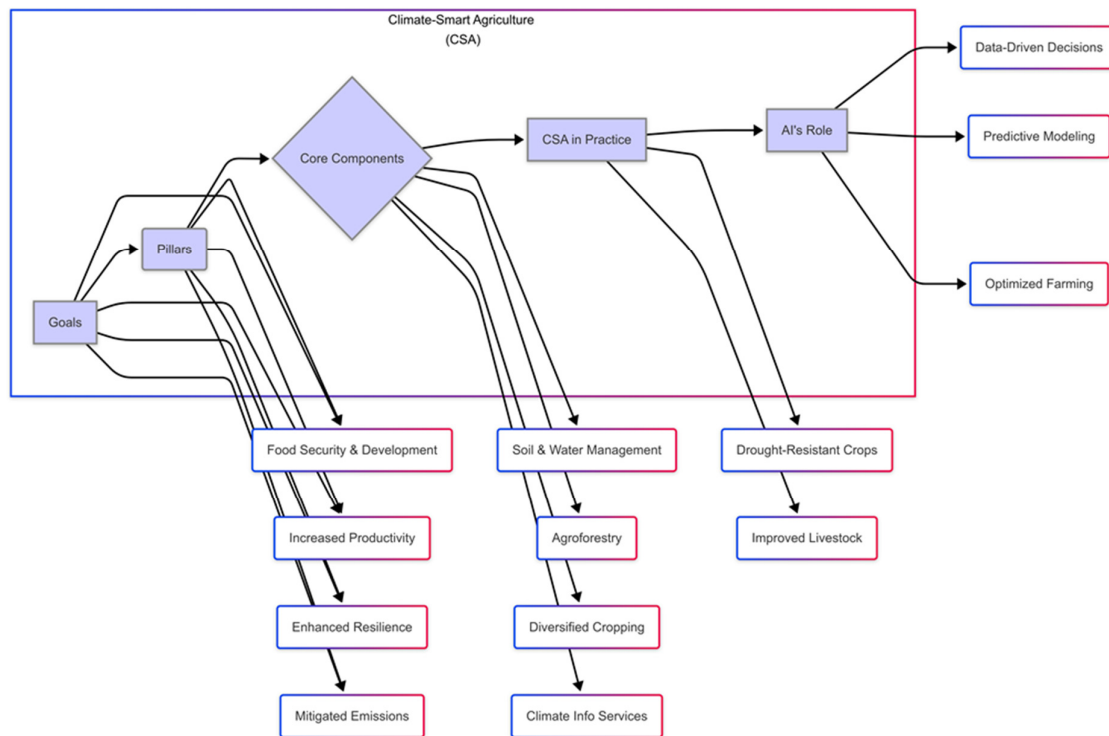 Climate-Smart Agriculture
(CSA)
Data-Driven Decisions
Core Components
CSA in Practice
AI's Role
Predictive Modeling
Pillars
Optimized Farming
Goals
Food Security & Development
Soil & Water Management
Drought-Resistant Crops
Increased Productivity
Agroforestry
Improved Livestock
Enhanced Resilience
Diversified Cropping
Mitigated Emissions
Climate Info Services